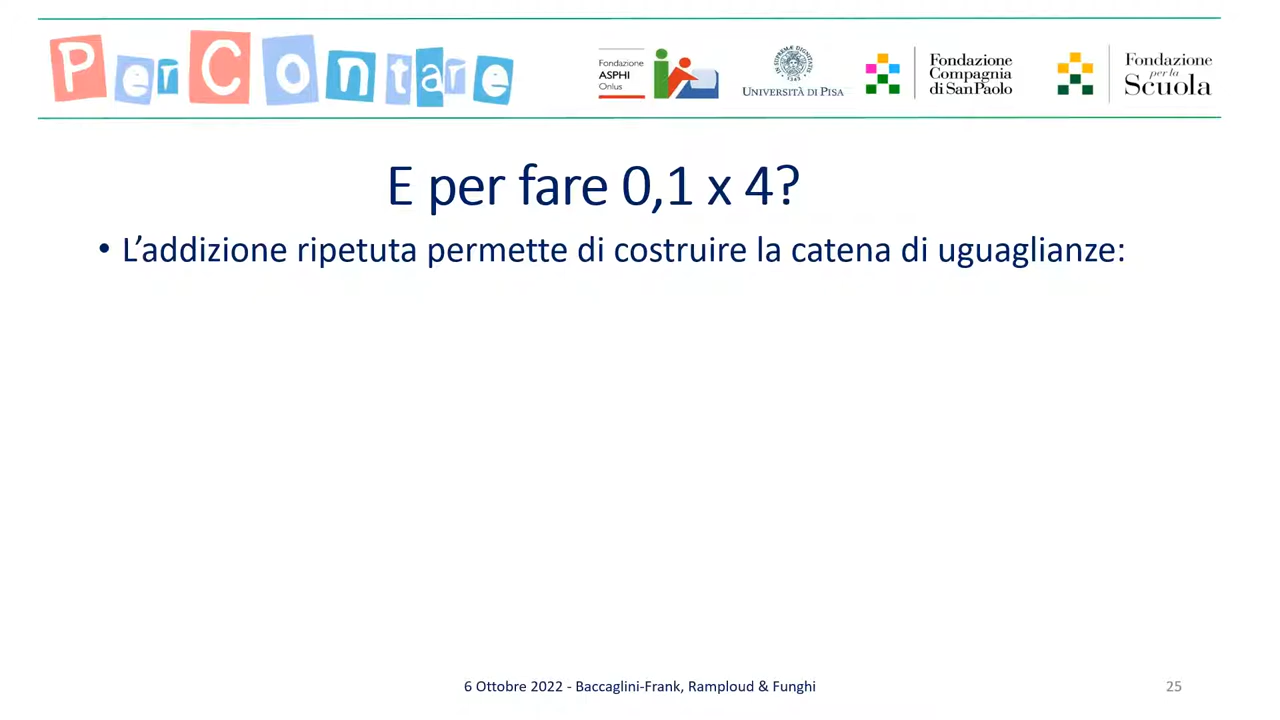 PerContare
Fondazione
ASPHI
Onlus
UNIVERSITÀ DI PISA
Fondazione
Compagnia
di San Paolo
Fondazione
per la
Scuola
E per fare 0,1 x 4?
• L'addizione ripetuta permette di costruire la catena di uguaglianze:
6 Ottobre 2022 - Baccaglini-Frank, Ramploud & Funghi
25